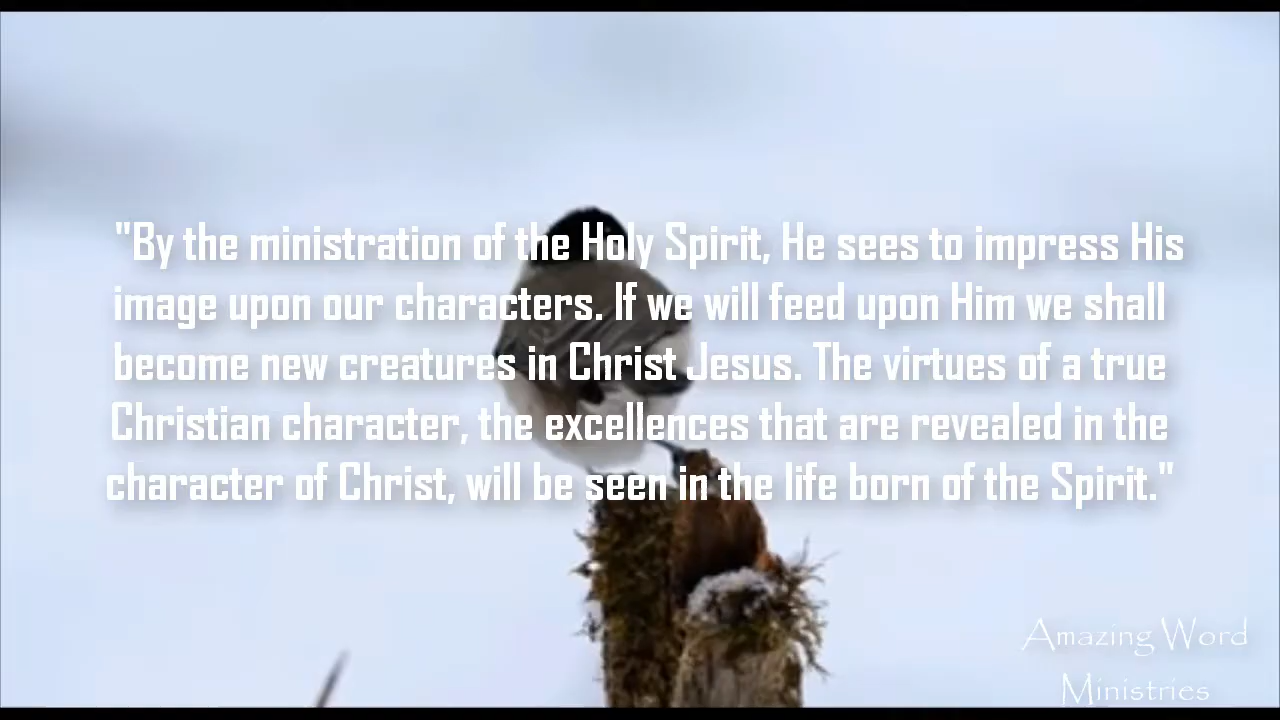 "By the ministration of the Holy Spirit, He sees to impress His
image upon our characters. If we will feed upon Him we shall
become new creatures in Christ Jesus. The virtues of a true
Christian character, the excellences that are revealed in the
character of Christ, will be seen in the life born of the Spirit."
Amazing Word
Ministries